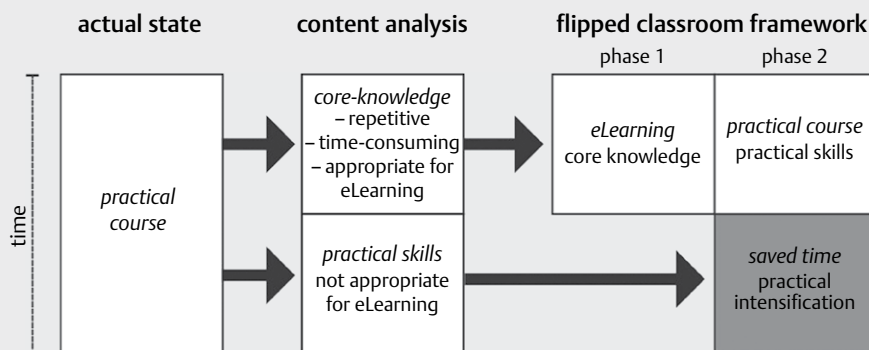 actual state
content analysis
flipped classroom framework
phase 1
phase 2
time
practical
course
core-knowledge
– repetitive
– time-consuming
– appropriate for
eLearning
practical skills
not appropriate
for eLearning
eLearning
core knowledge
practical course
practical skills
saved time
practical
intensification